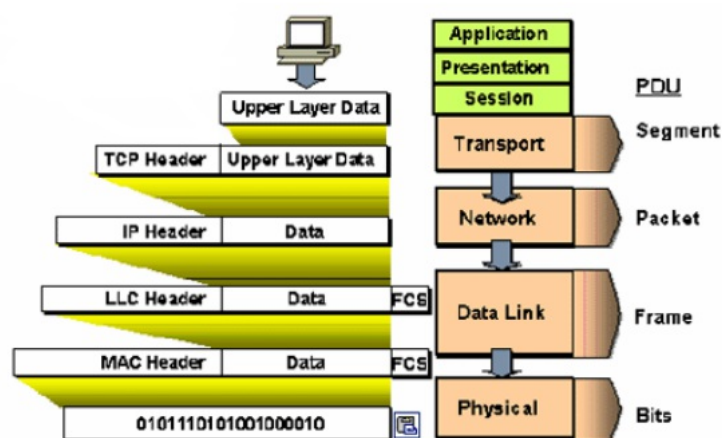 Application
Presentation
Session
PDU
Upper Layer Data
Transport
Segment
TCP Header Upper Layer Data
IP Header Data
Network
Packet
LLC Header Data FCS
Data Link
Frame
MAC Header Data FCS
Physical
Bits
0101110101001000010